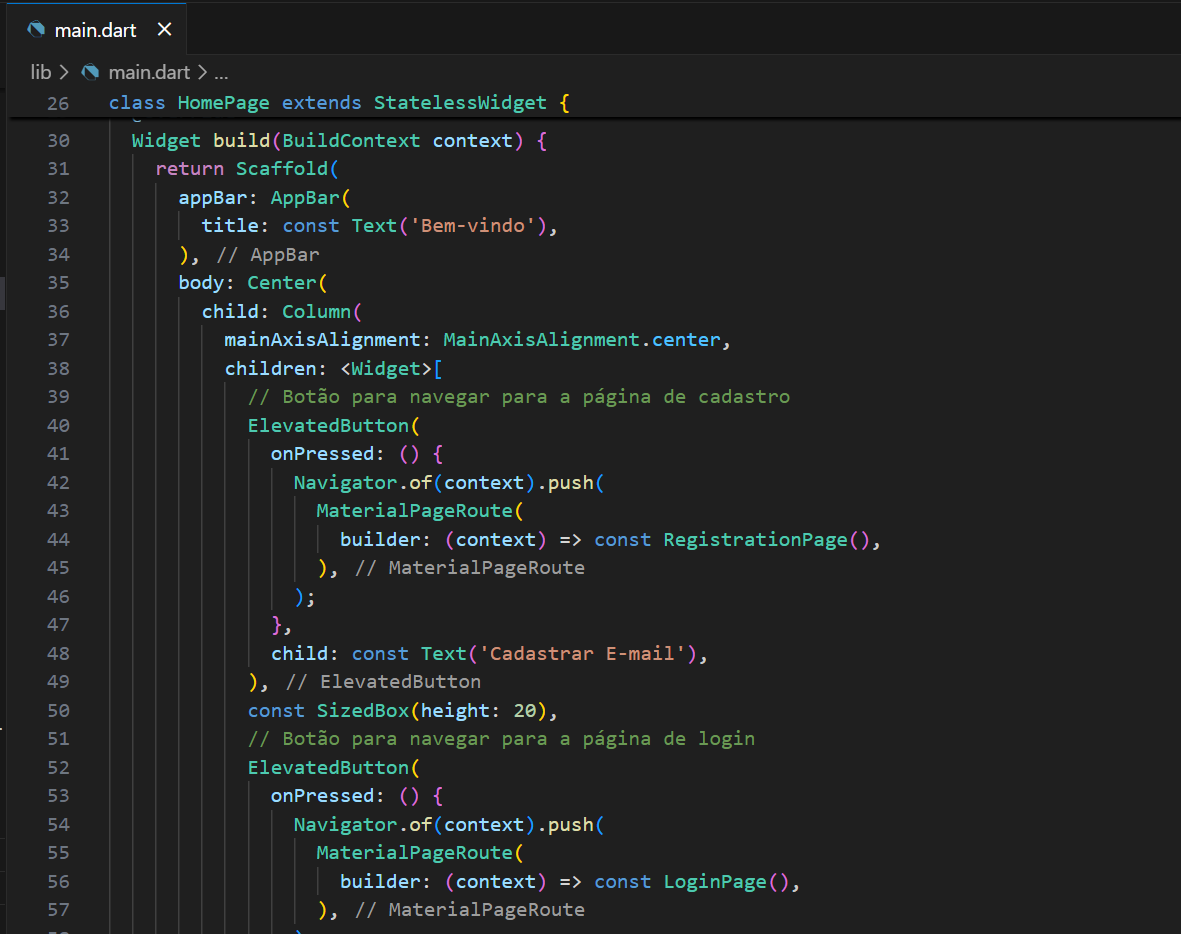 main.dart ×
lib > main.dart > ...
26 class HomePage extends StatelessWidget {
30 Widget build(BuildContext context) {
31 return Scaffold(
32 appBar: AppBar(
33 title: const Text('Bem-vindo'),
34 ), // AppBar
35 body: Center(
36 child: Column(
37 mainAxisAlignment: MainAxisAlignment.center,
38 children: <Widget>[
39 // Botão para navegar para a página de cadastro
40 ElevatedButton(
41 onPressed: () {
42 Navigator.of(context).push(
43 MaterialPageRoute(
44 builder: (context) => const RegistrationPage(),
45 ), // MaterialPageRoute
46 );
47 },
48 child: const Text('Cadastrar E-mail'),
49 ), // ElevatedButton
50 const SizedBox(height: 20),
51 // Botão para navegar para a página de login
52 ElevatedButton(
53 onPressed: () {
54 Navigator.of(context).push(
55 MaterialPageRoute(
56 builder: (context) => const LoginPage(),
57 ), // MaterialPageRoute